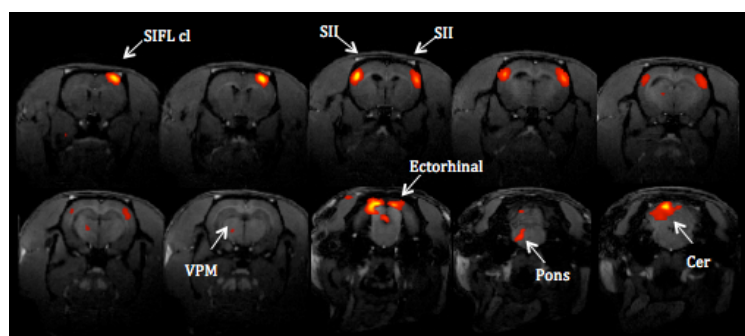 SIFL cl
SII
SII
Ectorhinal
VPM
Pons
Cer